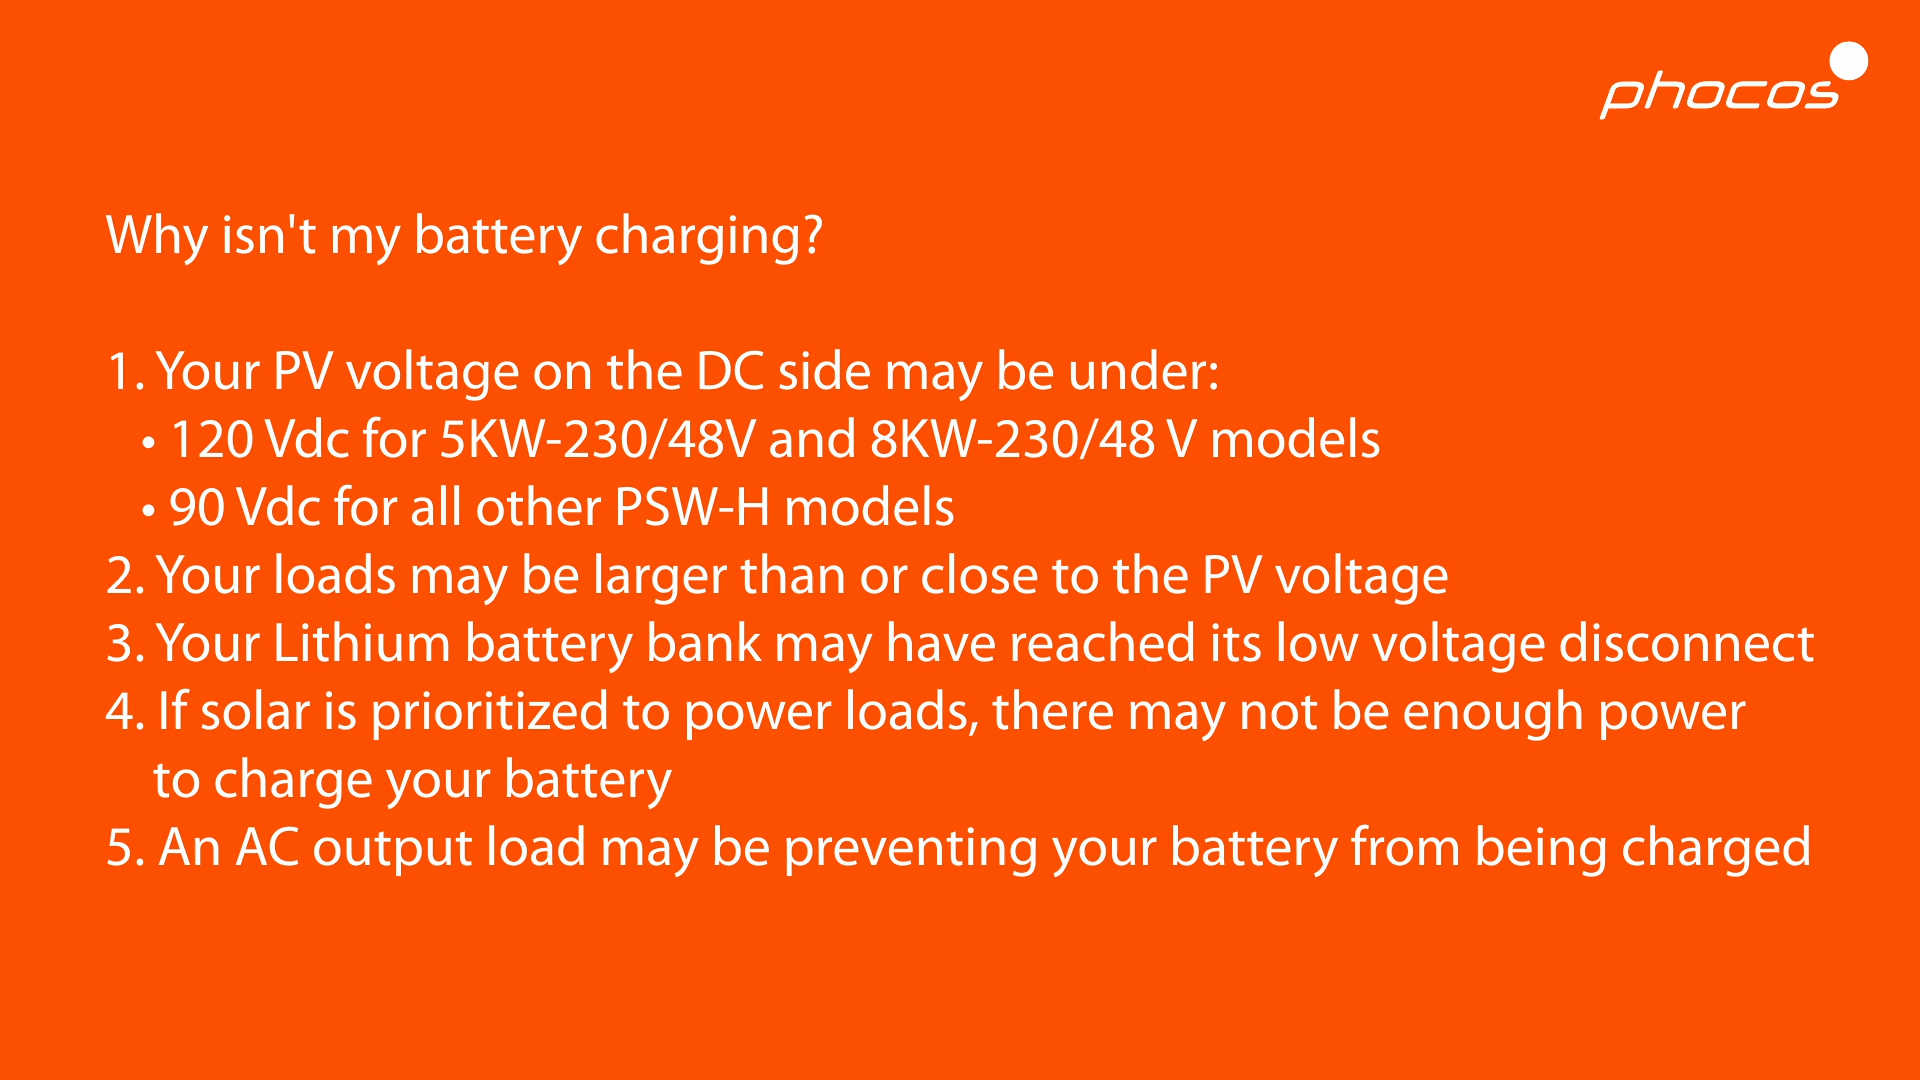 phocos
Why isn't my battery charging?
1. Your PV voltage on the DC side may be under:
• 120 Vdc for 5KW-230/48V and 8KW-230/48 V models
• 90 Vdc for all other PSW-H models
2. Your loads may be larger than or close to the PV voltage
3. Your Lithium battery bank may have reached its low voltage disconnect
4. If solar is prioritized to power loads, there may not be enough power
to charge your battery
5. An AC output load may be preventing your battery from being charged